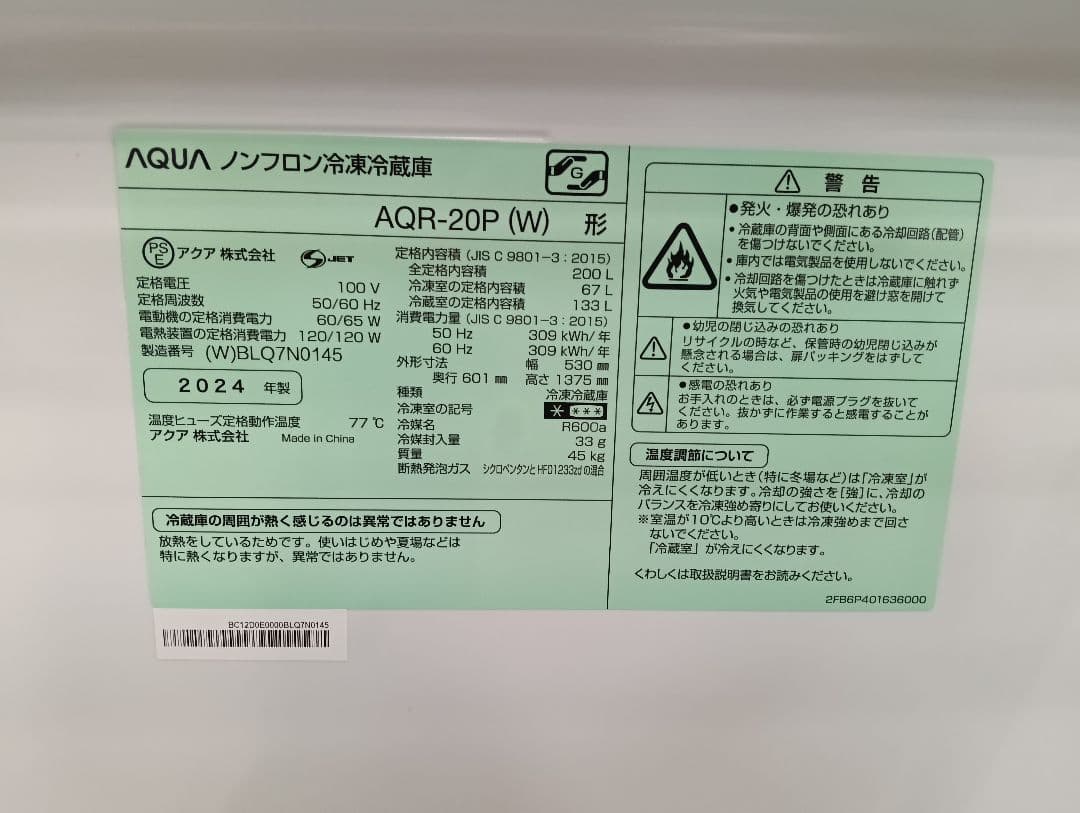 AQUA ノンフロン冷凍冷蔵庫
G
AQR-20P (W) 形
PS E アクア 株式会社 S JET
定格電圧 100 V
定格周波数 50/60 Hz
電動機の定格消費電力 60/65 W
電熱装置の定格消費電力 120/120 W
製造番号 (W)BLQ7N0145
2024 年製
温度ヒューズ定格動作温度 77 ℃
アクア 株式会社 Made in China
定格内容積 (JIS C 9801-3 : 2015)
全定格内容積 200 L
冷凍室の定格内容積 67 L
冷蔵室の定格内容積 133 L
消費電力量 (JIS C 9801-3 : 2015)
50 Hz 309 kWh/年
60 Hz 309 kWh/年
外形寸法 幅 530 ㎜
奥行 601 ㎜ 高さ 1375 ㎜
種類 冷凍冷蔵庫
冷凍室の記号 * ***
冷媒名 R600a
冷媒封入量 33 g
質量 45 kg
断熱発泡ガス シクロペンタンとHFO1233zdの混合
冷蔵庫の周囲が熱く感じるのは異常ではありません
放熱をしているためです。使いはじめや夏場などは
特に熱くなりますが、異常ではありません。
警 告
●発火・爆発の恐れあり
・冷蔵庫の背面や側面にある冷却回路(配管)
を傷つけないでください。
・庫内では電気製品を使用しないでください。
・冷却回路を傷つけたときは冷蔵庫に触れず
火気や電気製品の使用を避け窓を開けて
換気してください。
●幼児の閉じ込みの恐れあり
リサイクルの時など、保管時の幼児閉じ込みが
懸念される場合は、扉パッキングをはずして
ください。
●感電の恐れあり
お手入れのときは、必ず電源プラグを抜いて
ください。抜かずに作業すると感電することが
あります。
温度調節について
周囲温度が低いとき(特に冬場など)は「冷凍室」が
冷えにくくなります。冷却の強さを[強]に、冷却の
バランスを冷凍強め寄りにしてお使いください。
※室温が10℃より高いときは冷凍強めまで回さ
ないでください。
「冷蔵室」が冷えにくくなります。
くわしくは取扱説明書をお読みください。
2FB6P401636000
BC12D0E0000BLQ7N0145